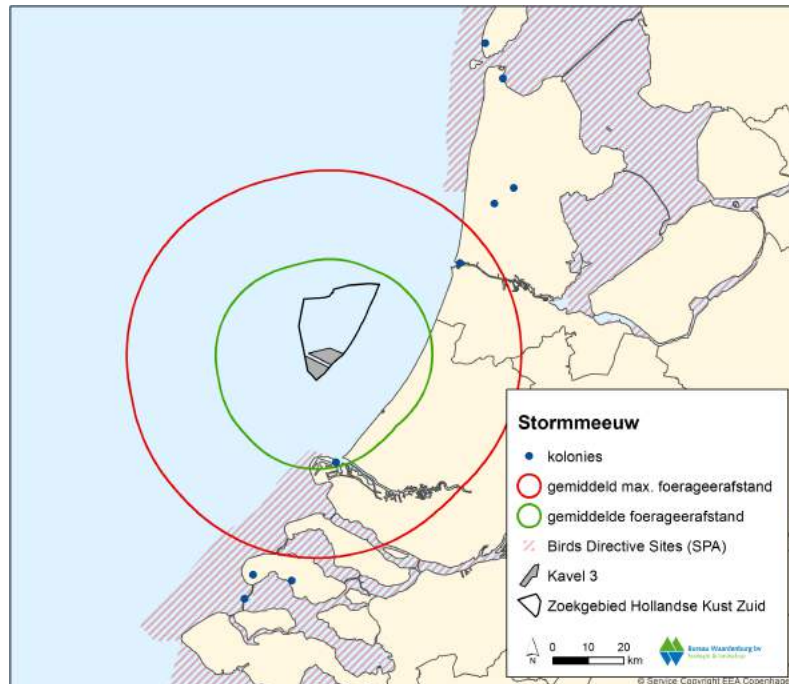 Stormmeeuw
kolonies
gemiddeld max. foerageerafstand
gemiddelde foerageerafstand
Birds Directive Sites (SPA)
Kavel 3
Zoekgebied Hollandse Kust Zuid
N
0 10 20
km
Bureau Waardenburg bv
© Service Copyright EEA Copenhage